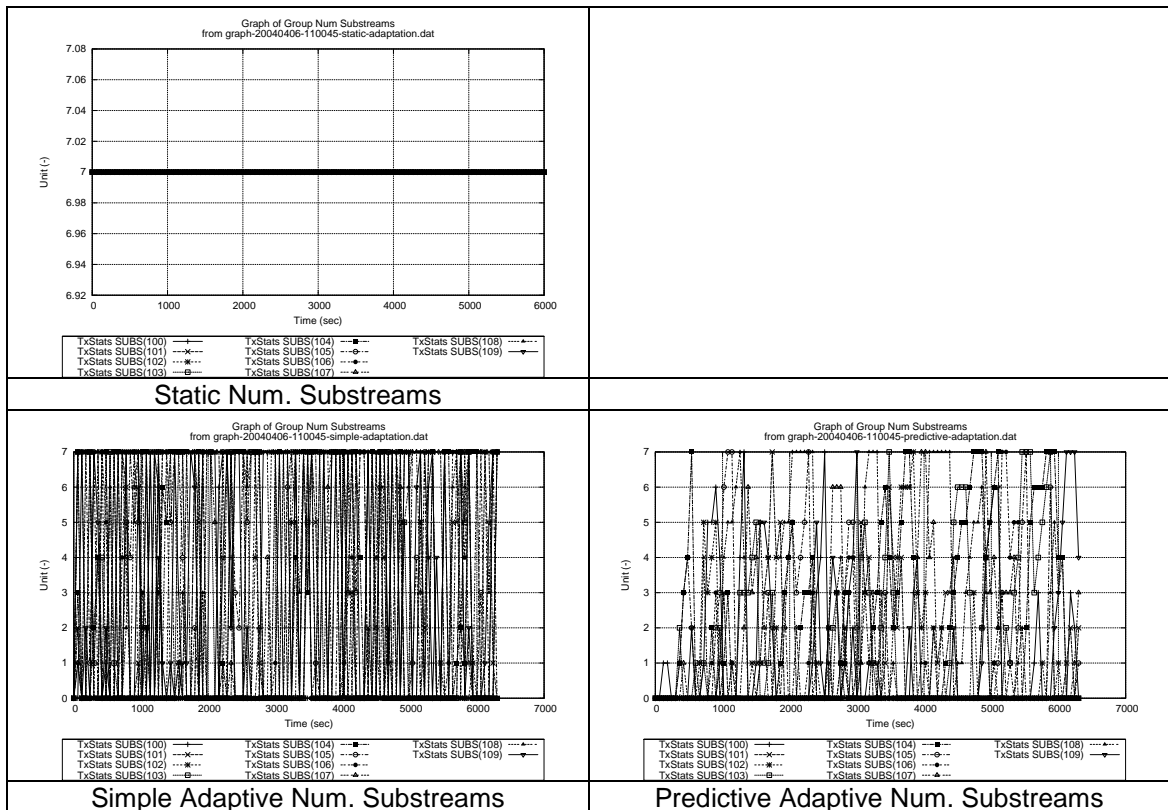 Graph of Group Num Substreams
from graph-20040406-110045-static-adaptation.dat
7.08
7.06
7.04
7.02
7
6.98
6.96
6.94
6.92
Unit (-)
0 1000 2000 3000 4000 5000 6000
Time (sec)
TxStats SUBS(100) TxStats SUBS(104) TxStats SUBS(108)
TxStats SUBS(101) TxStats SUBS(105) TxStats SUBS(109)
TxStats SUBS(102) TxStats SUBS(106)
TxStats SUBS(103) TxStats SUBS(107)
Static Num. Substreams
Graph of Group Num Substreams
from graph-20040406-110045-simple-adaptation.dat
7
6
5
4
3
2
1
0
Unit (-)
0 1000 2000 3000 4000 5000 6000 7000
Time (sec)
TxStats SUBS(100) TxStats SUBS(104) TxStats SUBS(108)
TxStats SUBS(101) TxStats SUBS(105) TxStats SUBS(109)
TxStats SUBS(102) TxStats SUBS(106)
TxStats SUBS(103) TxStats SUBS(107)
Simple Adaptive Num. Substreams
Graph of Group Num Substreams
from graph-20040406-110045-predictive-adaptation.dat
7
6
5
4
3
2
1
0
Unit (-)
0 1000 2000 3000 4000 5000 6000 7000
Time (sec)
TxStats SUBS(100) TxStats SUBS(104) TxStats SUBS(108)
TxStats SUBS(101) TxStats SUBS(105) TxStats SUBS(109)
TxStats SUBS(102) TxStats SUBS(106)
TxStats SUBS(103) TxStats SUBS(107)
Predictive Adaptive Num. Substreams